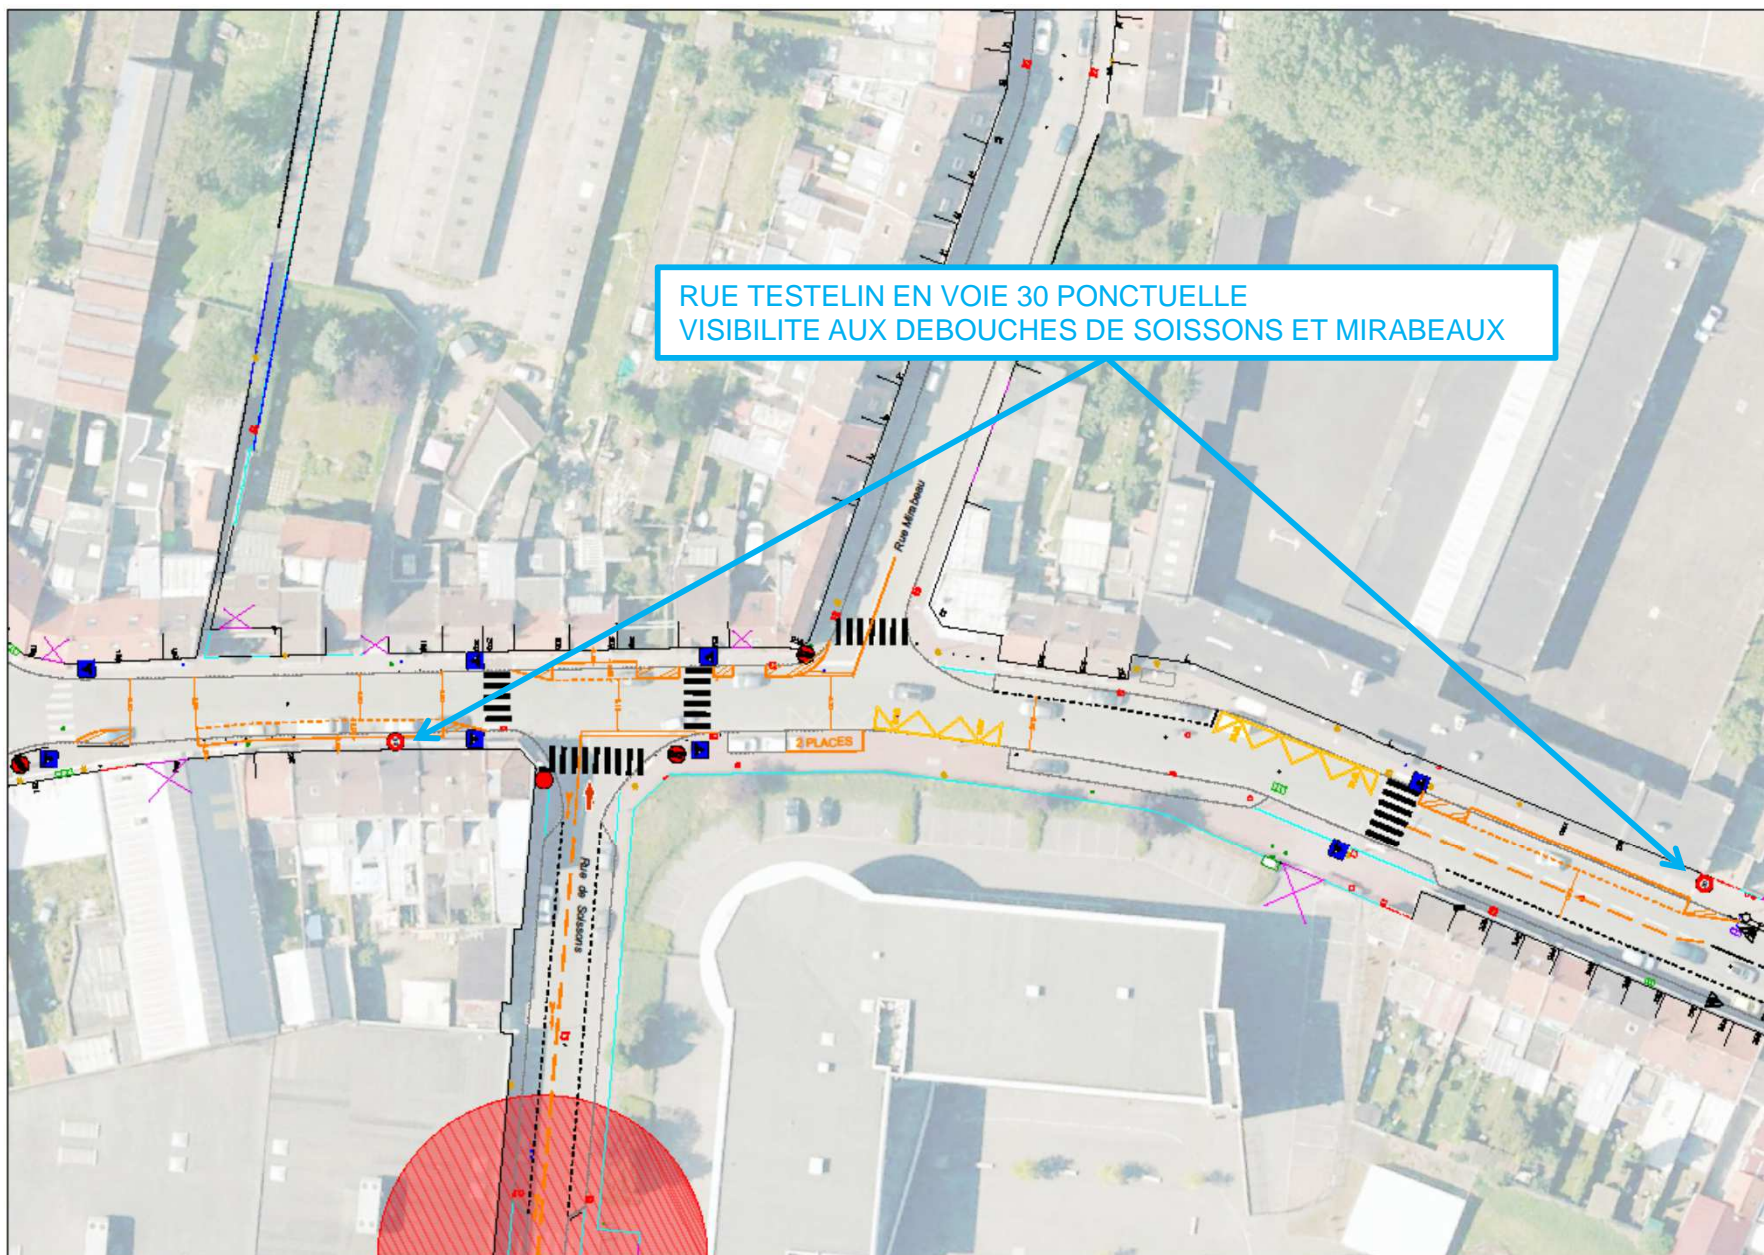 RUE TESTELIN EN VOIE 30 PONCTUELLE
VISIBILITE AUX DEBOUCHES DE SOISSONS ET MIRABEAUX
Rue Mirabeau
2 PLACES
Rue de Soissons